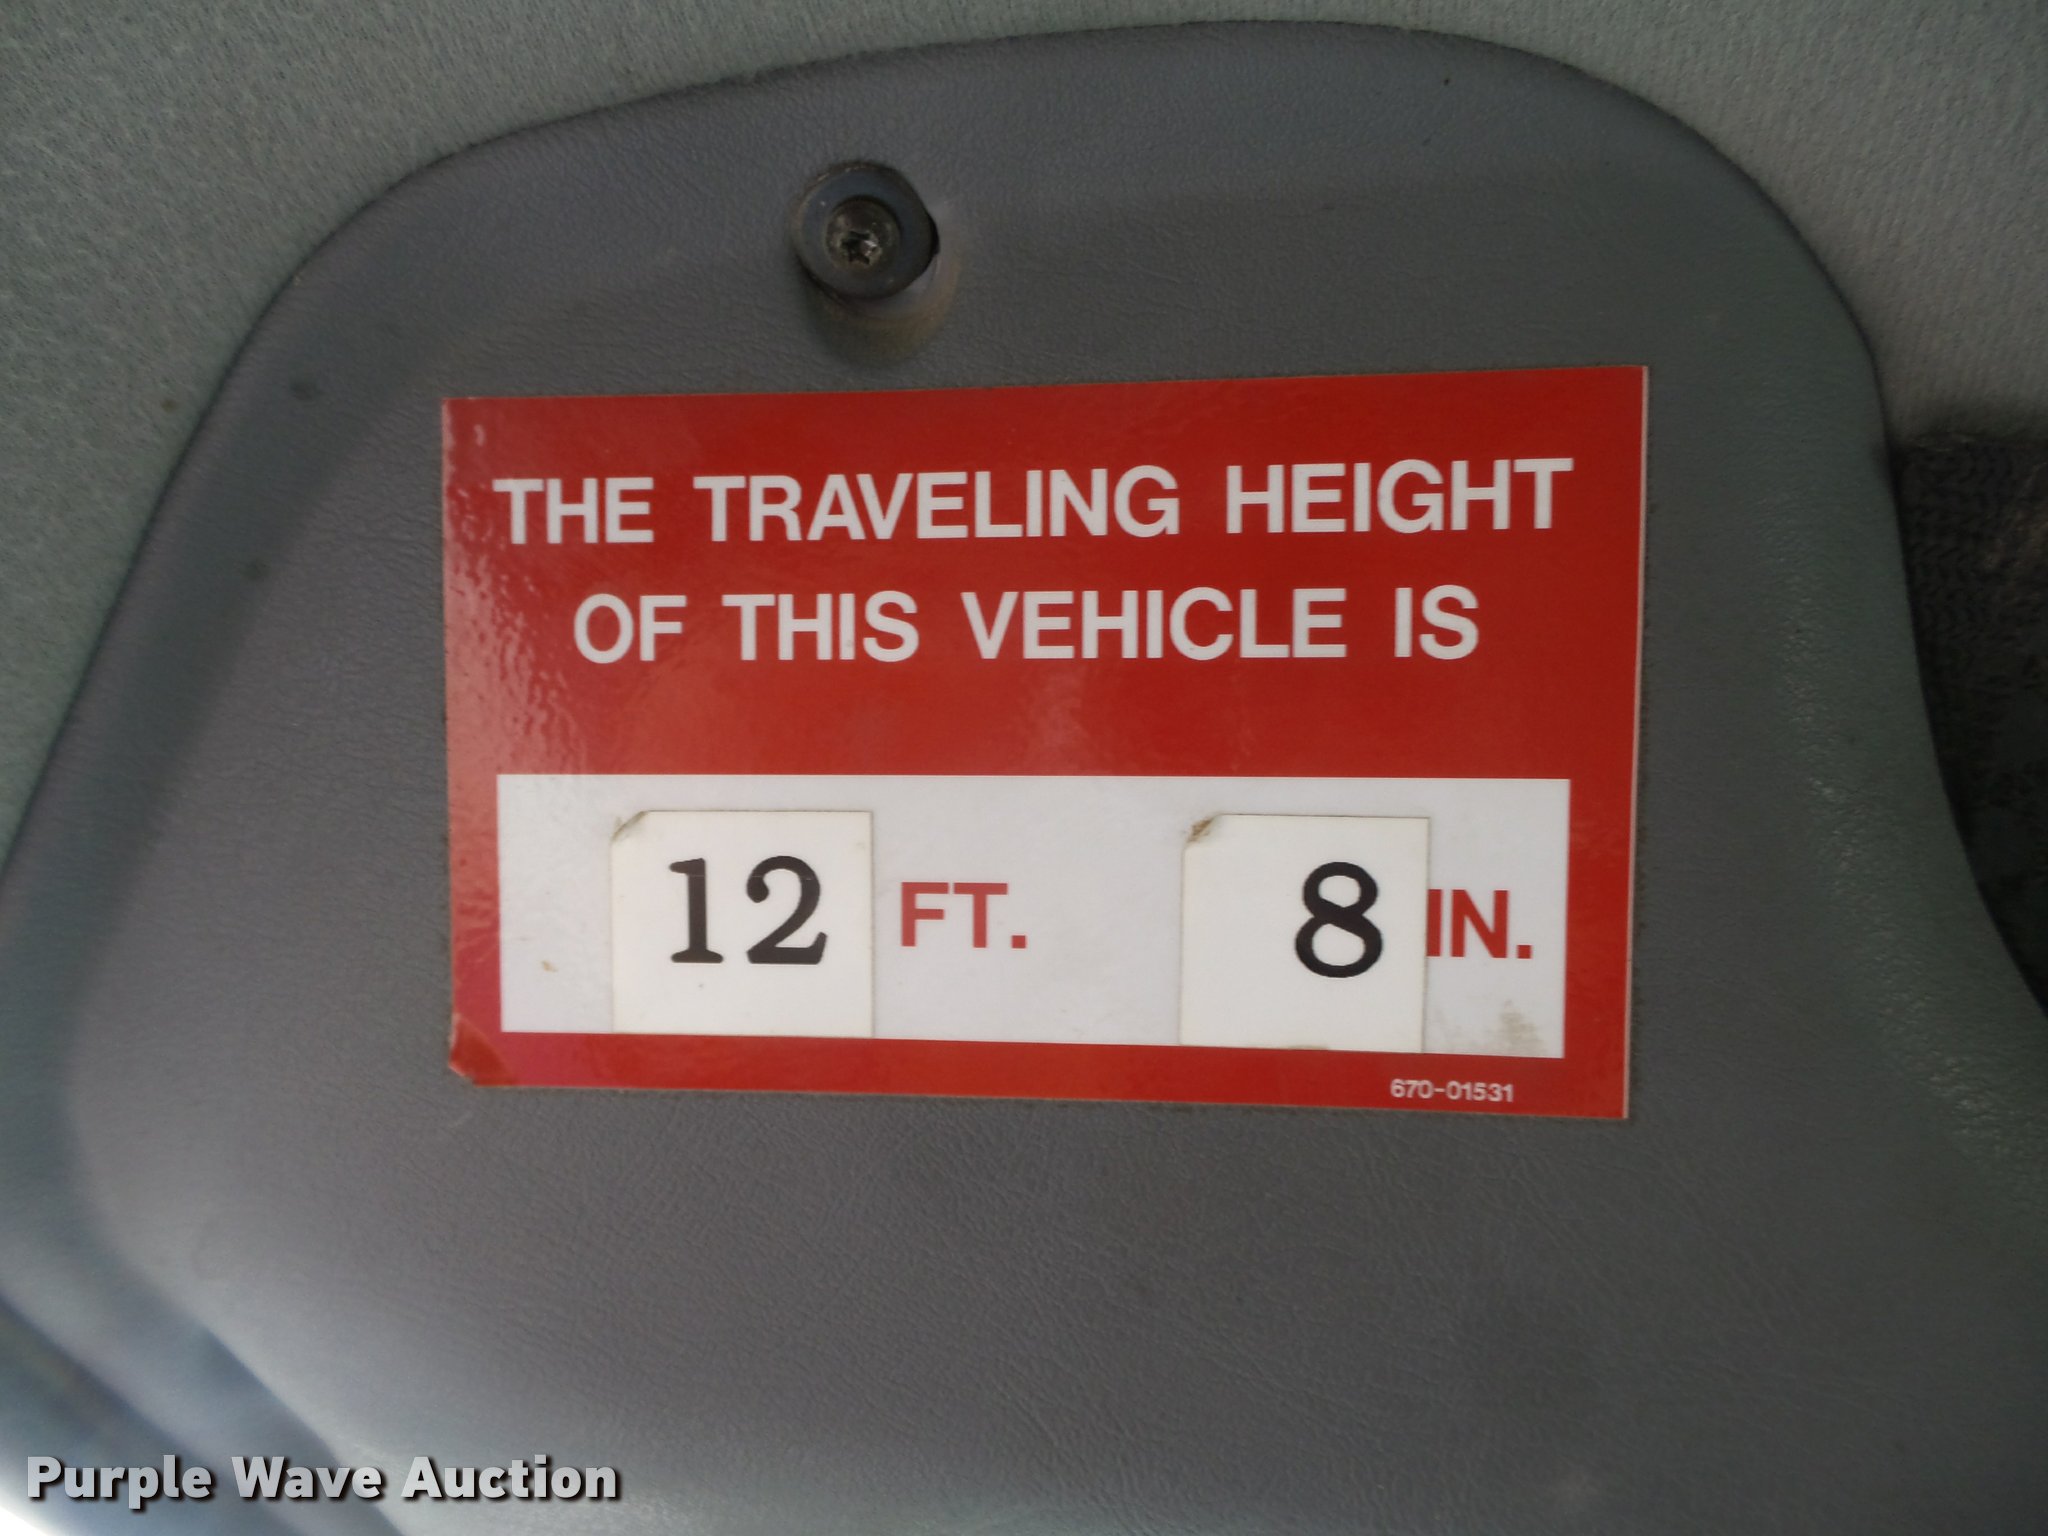 THE TRAVELING HEIGHT
OF THIS VEHICLE IS
12 FT. 8 IN.
670-01531
Purple Wave Auction